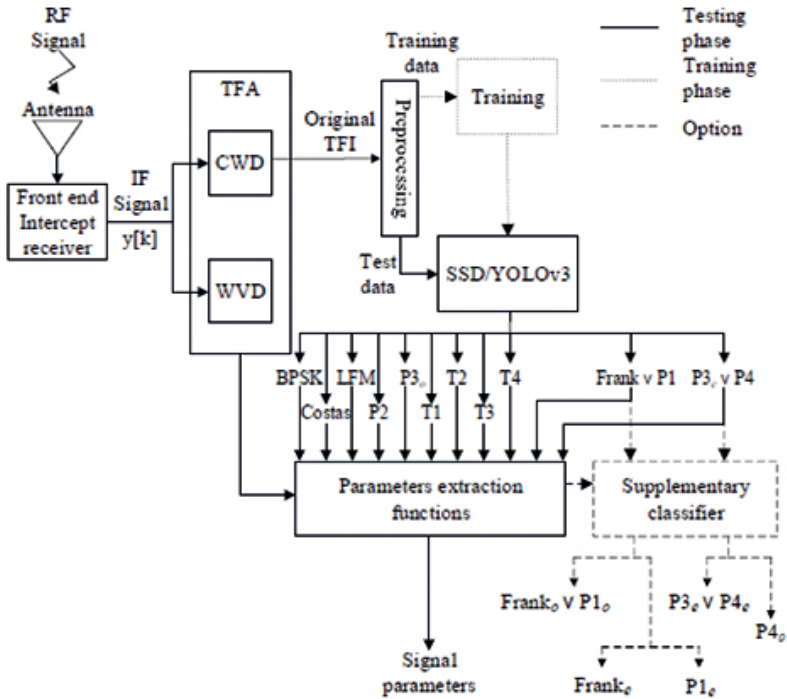 RF
Signal
Antenna
Front end
Intercept
receiver
IF
Signal
y[k]
TFA
CWD
WVD
Original
TFI
Preprocessing
Training
data
Training
Test
data
SSD/YOLOv3
Testing
phase
Training
phase
Option
BPSK
LFM
P3ₒ
T2
T4
Frank v P1
P3ₑ v P4
Costas
P2
T1
T3
Parameters extraction
functions
Supplementary
classifier
Frankₒ v P1ₒ
P3ₑ v P4ₑ
P4ₒ
Frankₑ
P1ₑ
Signal
parameters